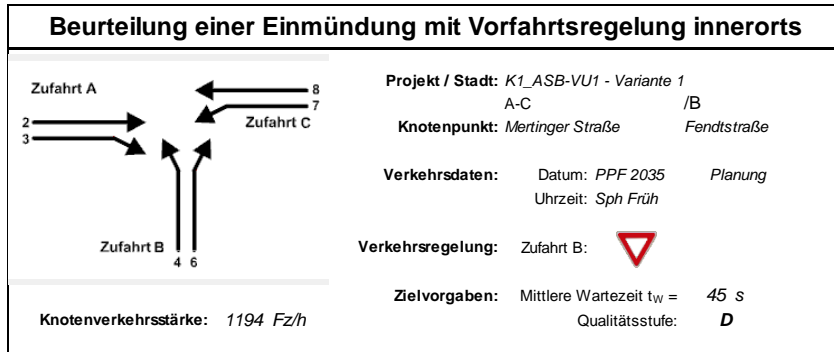 Beurteilung einer Einmündung mit Vorfahrtsregelung innerorts
Zufahrt A
8
7
Zufahrt C
2
3
Zufahrt B
4 6
Knotenverkehrsstärke: 1194 Fz/h
Projekt / Stadt: K1_ASB-VU1 - Variante 1
A-C /B
Knotenpunkt: Mertinger Straße Fendtstraße
Verkehrsdaten: Datum: PPF 2035 Planung
Uhrzeit: Sph Früh
Verkehrsregelung: Zufahrt B:
Zielvorgaben: Mittlere Wartezeit tW = 45 s
Qualitätsstufe: D